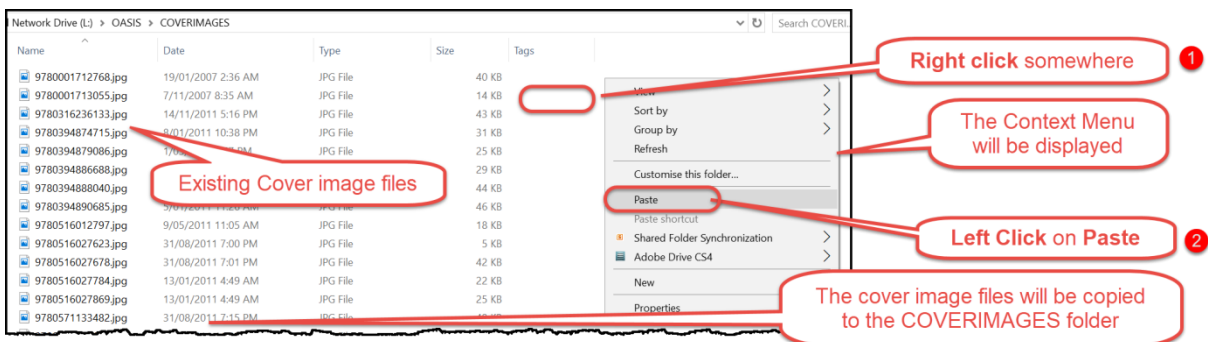 Network Drive (L:) > OASIS > COVERIMAGES
Search COVERI...
Name Date Type Size Tags
9780001712768.jpg 19/01/2007 2:36 AM JPG File 40 KB
9780001713055.jpg 7/11/2007 8:35 AM JPG File 14 KB
9780316236133.jpg 14/11/2011 5:16 PM JPG File 43 KB
9780394874715.jpg 8/01/2011 10:38 PM JPG File 31 KB
9780394879086.jpg PM JPG File 25 KB
9780394886688.jpg 29 KB
9780394888040.jpg 44 KB
9780394890685.jpg JPG File 46 KB
9780516012797.jpg 9/05/2011 11:05 AM JPG File 18 KB
9780516027623.jpg 31/08/2011 7:00 PM JPG File 5 KB
9780516027678.jpg 31/08/2011 7:01 PM JPG File 42 KB
9780516027784.jpg 13/01/2011 4:49 AM JPG File 22 KB
9780516027869.jpg 13/01/2011 4:49 AM JPG File 25 KB
9780571133482.jpg 31/08/2011 7:15 PM JPG File
Existing Cover image files
View
Sort by
Group by
Refresh
Customise this folder...
Paste
Paste shortcut
Shared Folder Synchronization
Adobe Drive CS4
New
Properties
Right click somewhere
1
The Context Menu
will be displayed
Left Click on Paste
2
The cover image files will be copied
to the COVERIMAGES folder